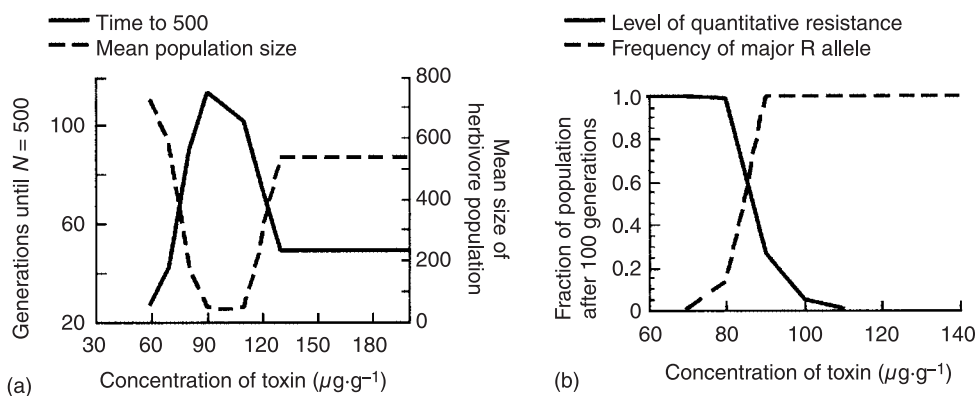 Time to 500
Mean population size
Generations until N = 500
100
60
20
800
600
400
200
0
Mean size of
herbivore population
30 60 90 120 150 180
(a) Concentration of toxin (μg·g⁻¹)
Level of quantitative resistance
Frequency of major R allele
Fraction of population
after 100 generations
1.0
0.8
0.6
0.4
0.2
0
60 80 100 120 140
(b) Concentration of toxin (μg·g⁻¹)